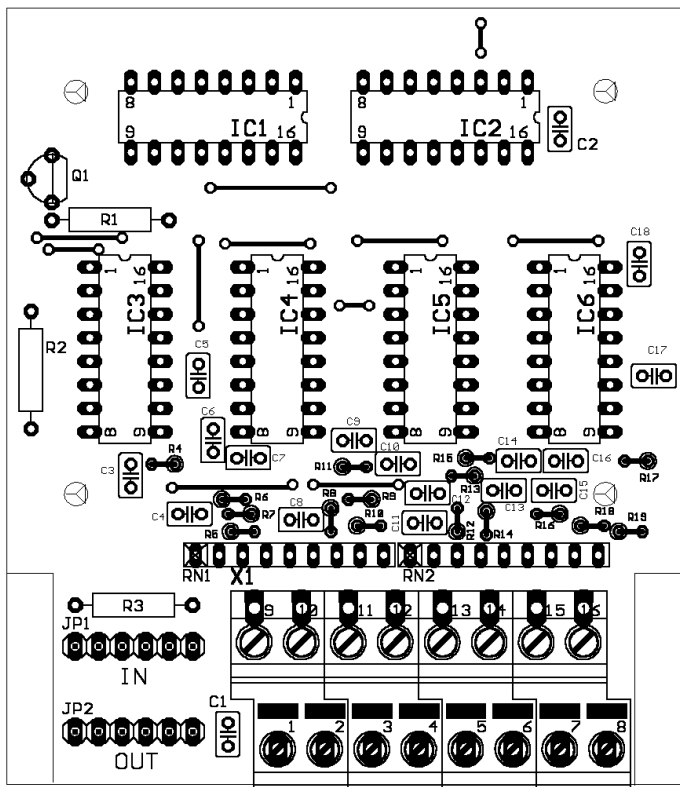 8 1 8 1
IC1 IC2
9 16 9 16
C2
Q1
R1
C18
1 16 1 16 1 16 1 16
IC3 IC4 IC5 IC6
R2
C5
C17
8 9 8 9 8 9 8 9
C6
C9
R4
C7
R11
C10
R15
C14
C16
R17
C3
R13
R6
R8
R9
C12
C13
C15
C4
R7
C8
R10
C11
R5
R12
R14
R16
R18
R19
RN1 X1 RN2
9 10 11 12 13 14 15 16
R3
JP1
IN
JP2
C1
1 2 3 4 5 6 7 8
OUT